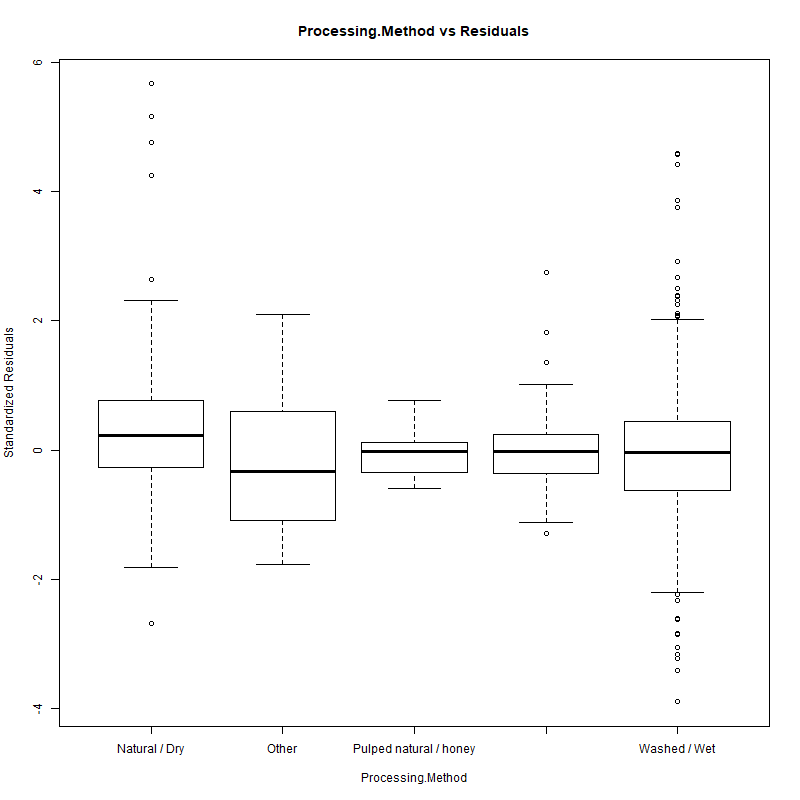 Processing.Method vs Residuals
6
4
2
0
-2
-4
Standardized Residuals
Natural / Dry Other Pulped natural / honey Washed / Wet
Processing.Method